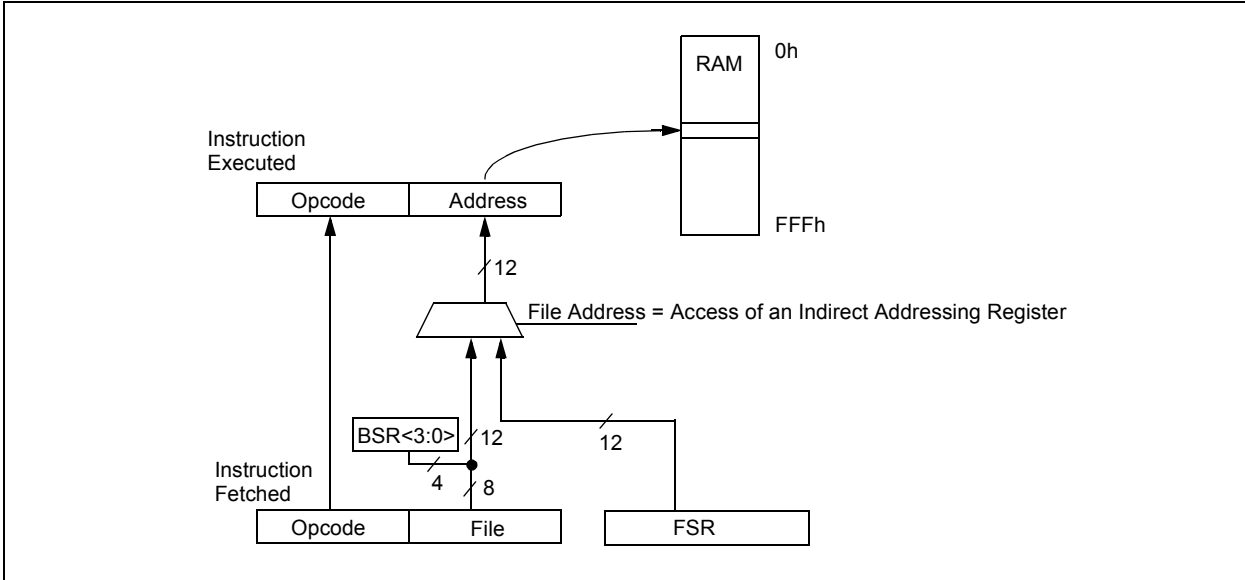 RAM
0h
Instruction
Executed
Opcode
Address
FFFh
12
File Address = Access of an Indirect Addressing Register
BSR<3:0>
12
12
4
8
Instruction
Fetched
Opcode
File
FSR